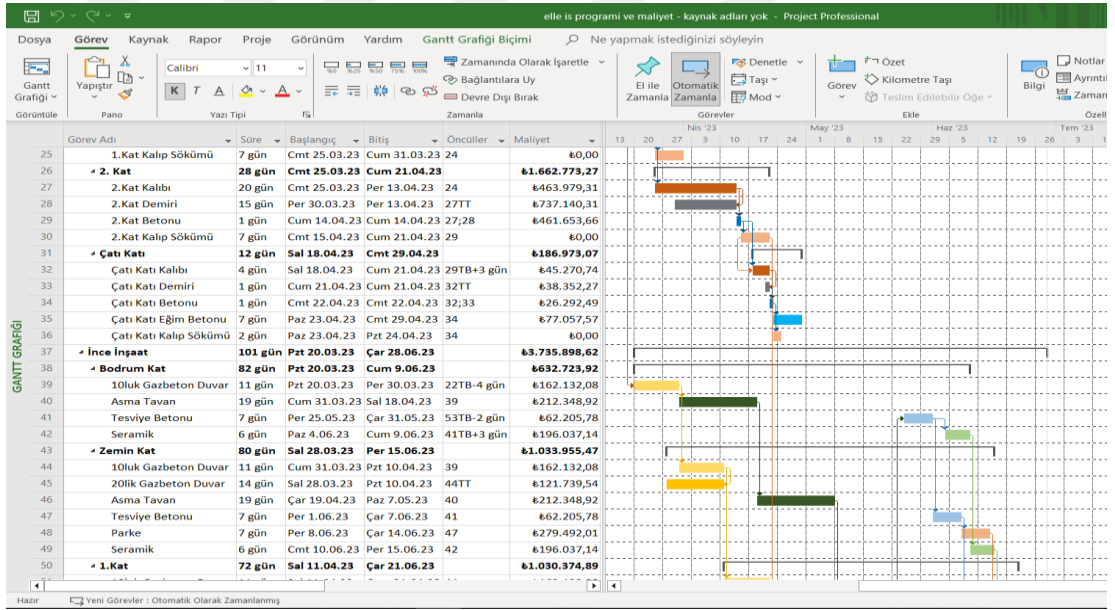 elle is programi ve maliyet - kaynak adları yok - Project Professional
Dosya Görev Kaynak Rapor Proje Görünüm Yardım Gantt Grafiği Biçimi Ne yapmak istediğinizi söyleyin
Gantt Grafiği
Yapıştır
Calibri 11
K T A
%0 %25 %50 %75 %100
Zamanında Olarak İşaretle
Bağlantılara Uy
Devre Dışı Bırak
El ile Zamanla
Otomatik Zamanla
Denetle
Taşı
Mod
Görev
Özet
Kilometre Taşı
Teslim Edilebilir Öğe
Bilgi
Notlar
Ayrıntıl
Zaman
Görüntüle Pano Yazı Tipi Zamanla Görevler Ekle Özell
Görev Adı Süre Başlangıç Bitiş Öncüller Maliyet
Nis '23 May '23 Haz '23 Tem '23
13 20 27 3 10 17 24 1 8 15 22 29 5 12 19 26 3
25 1.Kat Kalıp Sökümü 7 gün Cmt 25.03.23 Cum 31.03.23 24 ₺0,00
26 2. Kat 28 gün Cmt 25.03.23 Cum 21.04.23 ₺1.662.773,27
27 2.Kat Kalıbı 20 gün Cmt 25.03.23 Per 13.04.23 24 ₺463.979,31
28 2.Kat Demiri 15 gün Per 30.03.23 Per 13.04.23 27TT ₺737.140,31
29 2.Kat Betonu 1 gün Cum 14.04.23 Cum 14.04.23 27;28 ₺461.653,66
30 2.Kat Kalıp Sökümü 7 gün Cmt 15.04.23 Cum 21.04.23 29 ₺0,00
31 Çatı Katı 12 gün Sal 18.04.23 Cmt 29.04.23 ₺186.973,07
32 Çatı Katı Kalıbı 4 gün Sal 18.04.23 Cum 21.04.23 29TB+3 gün ₺45.270,74
33 Çatı Katı Demiri 1 gün Cum 21.04.23 Cum 21.04.23 32TT ₺38.352,27
34 Çatı Katı Betonu 1 gün Cmt 22.04.23 Cmt 22.04.23 32;33 ₺26.292,49
35 Çatı Katı Eğim Betonu 7 gün Paz 23.04.23 Cmt 29.04.23 34 ₺77.057,57
36 Çatı Katı Kalıp Sökümü 2 gün Paz 23.04.23 Pzt 24.04.23 34 ₺0,00
37 İnce İnşaat 101 gün Pzt 20.03.23 Çar 28.06.23 ₺3.735.898,62
38 Bodrum Kat 82 gün Pzt 20.03.23 Cum 9.06.23 ₺632.723,92
39 10luk Gazbeton Duvar 11 gün Pzt 20.03.23 Per 30.03.23 22TB-4 gün ₺162.132,08
40 Asma Tavan 19 gün Cum 31.03.23 Sal 18.04.23 39 ₺212.348,92
41 Tesviye Betonu 7 gün Per 25.05.23 Çar 31.05.23 53TB-2 gün ₺62.205,78
42 Seramik 6 gün Paz 4.06.23 Cum 9.06.23 41TB+3 gün ₺196.037,14
43 Zemin Kat 80 gün Sal 28.03.23 Per 15.06.23 ₺1.033.955,47
44 10luk Gazbeton Duvar 11 gün Cum 31.03.23 Pzt 10.04.23 39 ₺162.132,08
45 20lik Gazbeton Duvar 14 gün Sal 28.03.23 Pzt 10.04.23 44TT ₺121.739,54
46 Asma Tavan 19 gün Çar 19.04.23 Paz 7.05.23 40 ₺212.348,92
47 Tesviye Betonu 7 gün Per 1.06.23 Çar 7.06.23 41 ₺62.205,78
48 Parke 7 gün Per 8.06.23 Çar 14.06.23 47 ₺279.492,01
49 Seramik 6 gün Cmt 10.06.23 Per 15.06.23 42 ₺196.037,14
50 1.Kat 72 gün Sal 11.04.23 Çar 21.06.23 ₺1.030.374,89
GANTT GRAFIĞI
Hazır Yeni Görevler : Otomatik Olarak Zamanlanmış